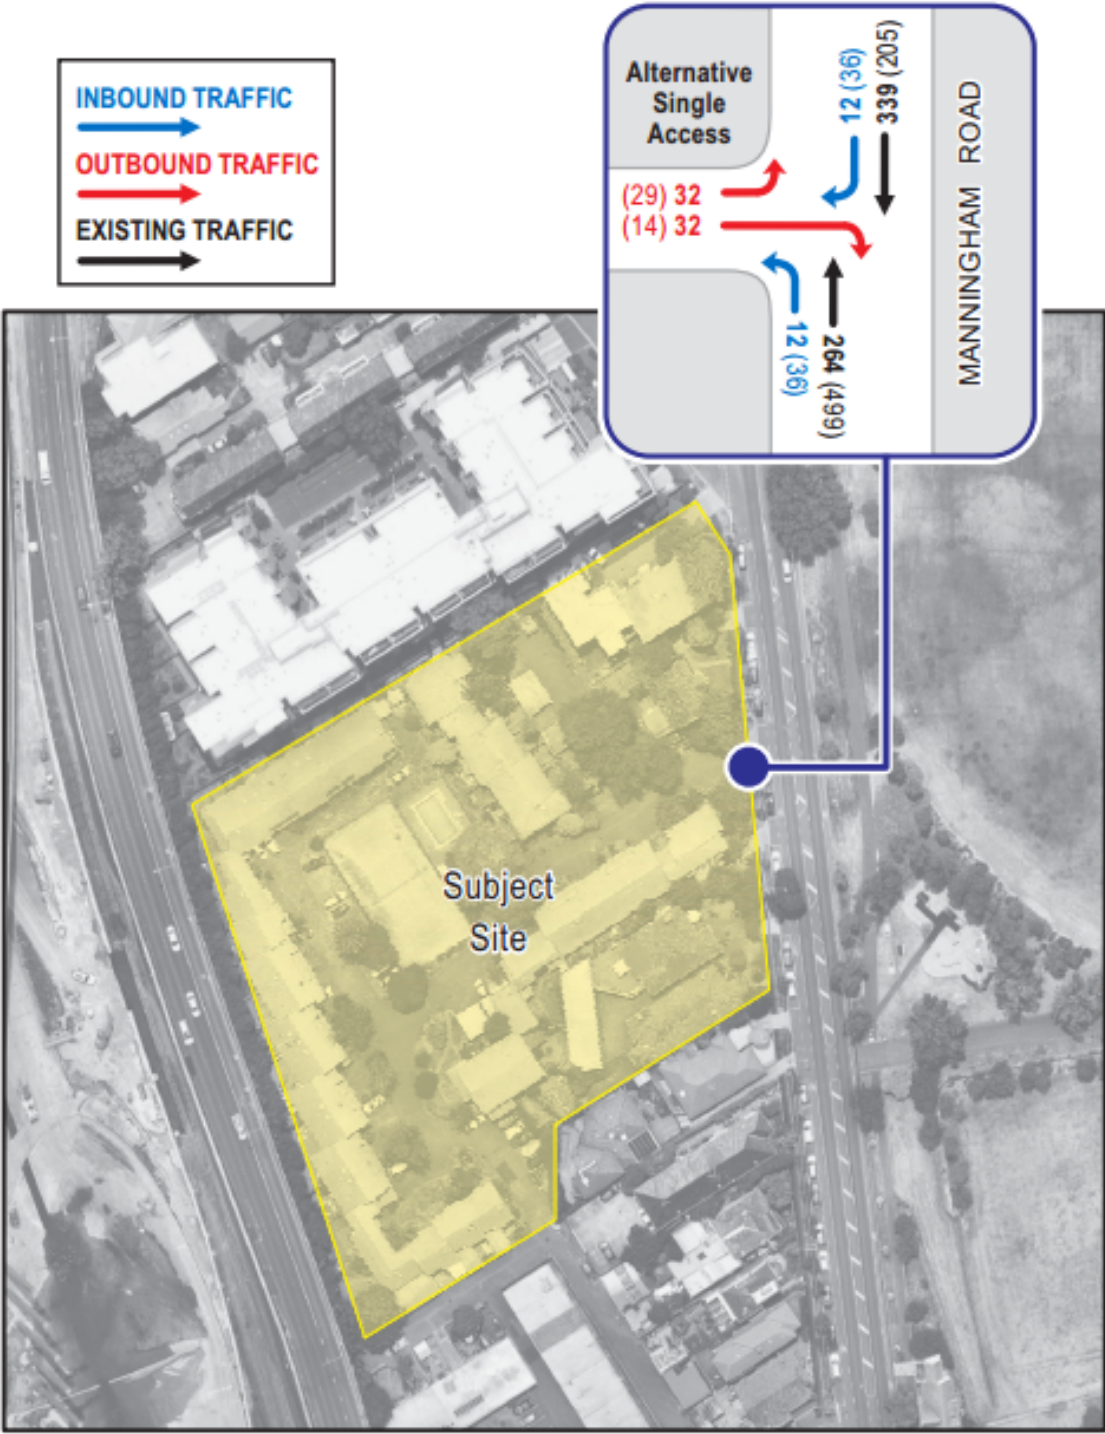 INBOUND TRAFFIC
OUTBOUND TRAFFIC
EXISTING TRAFFIC
Alternative
Single
Access
12 (36)
339 (205)
MANNINGHAM ROAD
(29) 32
(14) 32
12 (36)
264 (499)
Subject
Site